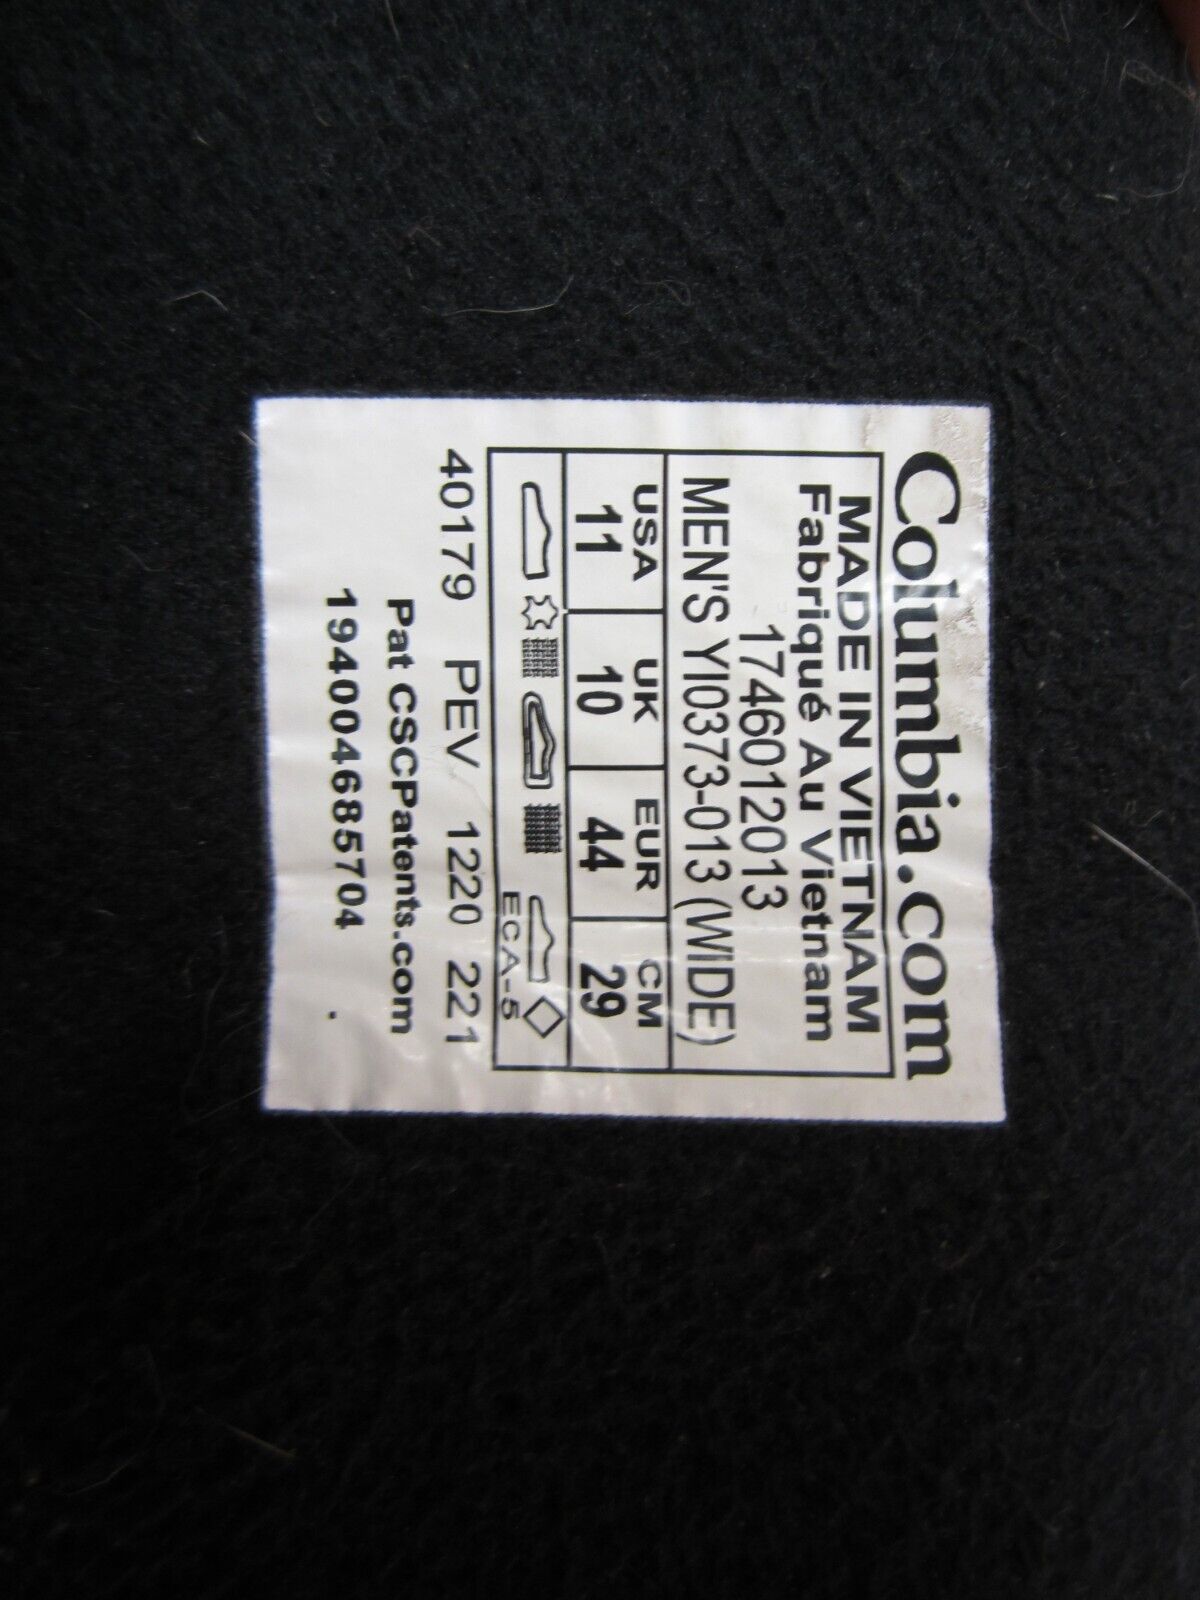 Columbia.com
MADE IN VIETNAM
Fabriqué Au Vietnam
1746012013
MEN'S YI0373-013 (WIDE)
USA UK EUR CM
11 10 44 29
ECA-5
40179 PEV 1220 221
Pat CSCPatents.com
194004685704 .